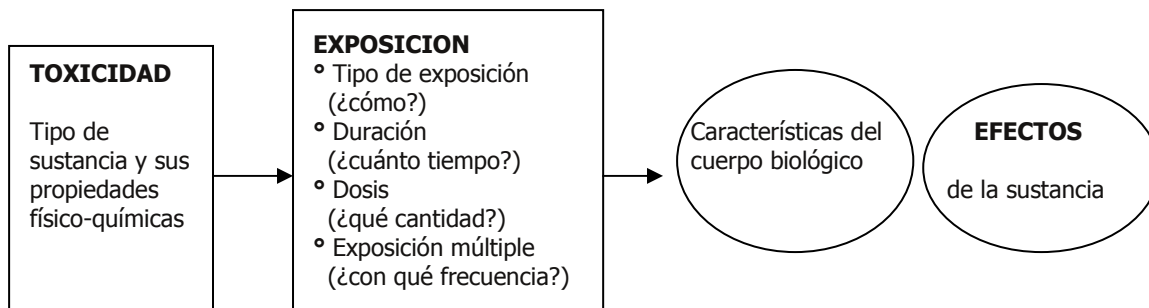 TOXICIDAD
Tipo de
sustancia y sus
propiedades
físico-químicas
EXPOSICION
° Tipo de exposición
(¿cómo?)
° Duración
(¿cuánto tiempo?)
° Dosis
(¿qué cantidad?)
° Exposición múltiple
(¿con qué frecuencia?)
Características del
cuerpo biológico
EFECTOS
de la sustancia